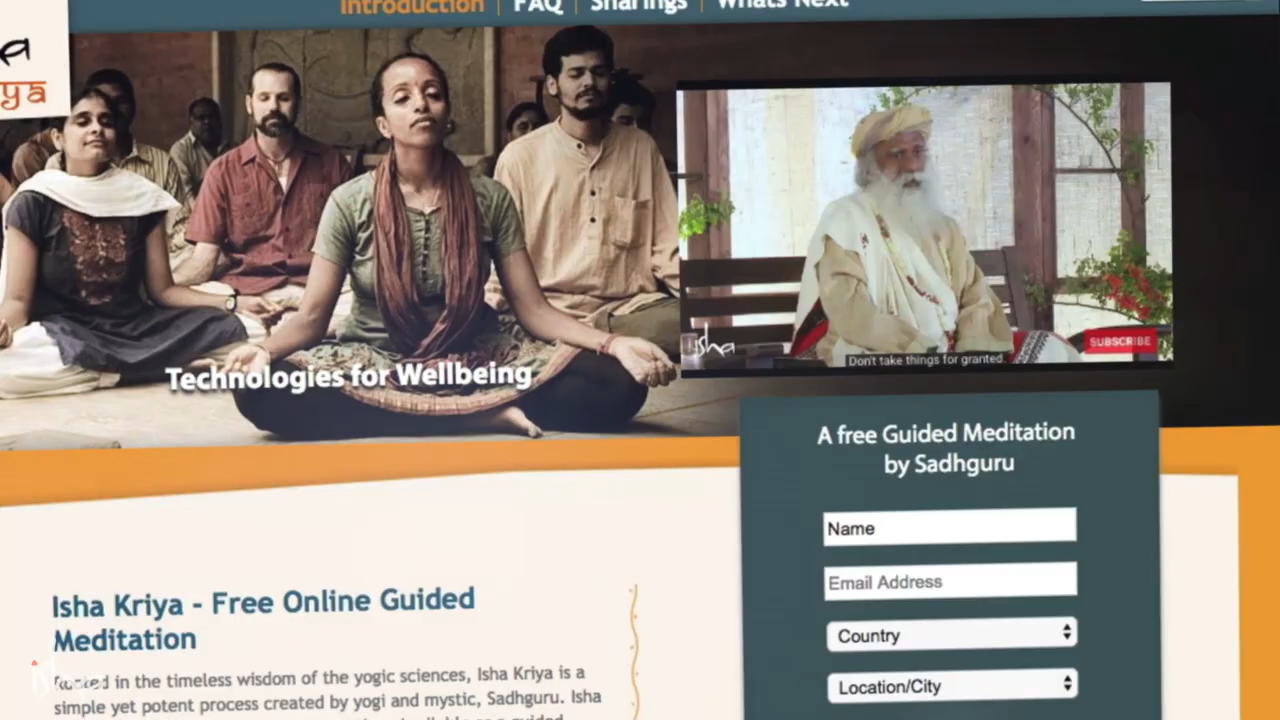 Introduction | FAQ | Sharings | Whats Next
a
ya
isha
SUBSCRIBE
Don't take things for granted.
Technologies for Wellbeing
A free Guided Meditation
by Sadhguru
Name
Email Address
Country
Location/City
Isha Kriya - Free Online Guided
Meditation
Rooted in the timeless wisdom of the yogic sciences, Isha Kriya is a
simple yet potent process created by yogi and mystic, Sadhguru. Isha